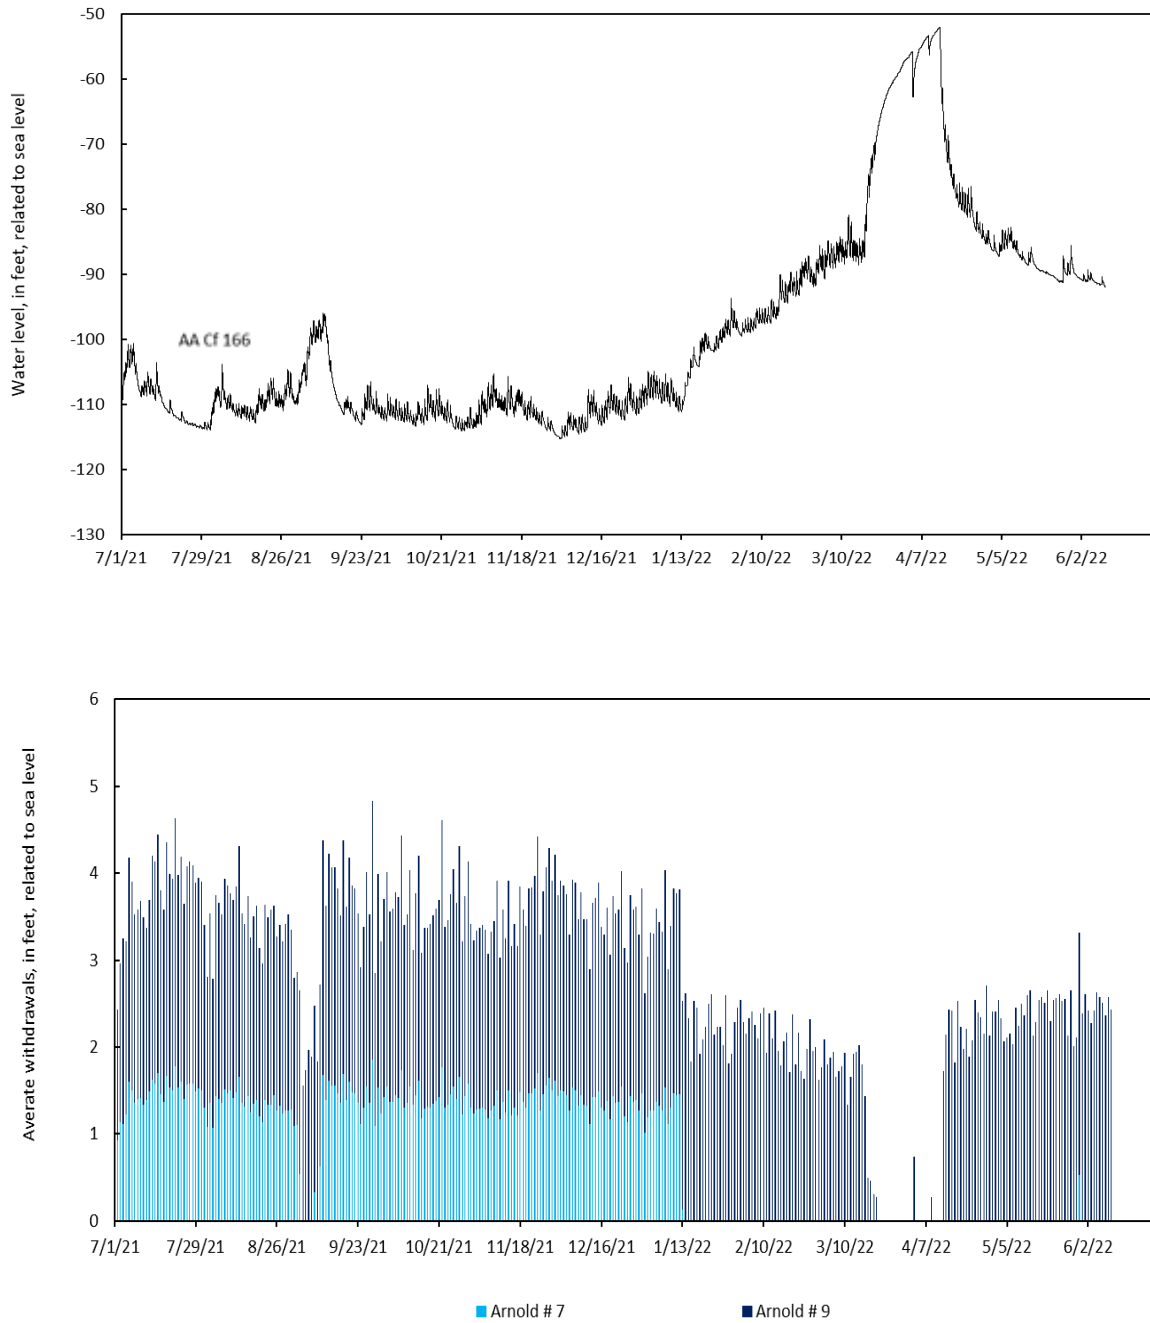 Water level, in feet, related to sea level
-50
-60
-70
-80
-90
-100
-110
-120
-130
AA Cf 166
7/1/21 7/29/21 8/26/21 9/23/21 10/21/21 11/18/21 12/16/21 1/13/22 2/10/22 3/10/22 4/7/22 5/5/22 6/2/22
Averate withdrawals, in feet, related to sea level
6
5
4
3
2
1
0
7/1/21 7/29/21 8/26/21 9/23/21 10/21/21 11/18/21 12/16/21 1/13/22 2/10/22 3/10/22 4/7/22 5/5/22 6/2/22
Arnold # 7 Arnold # 9